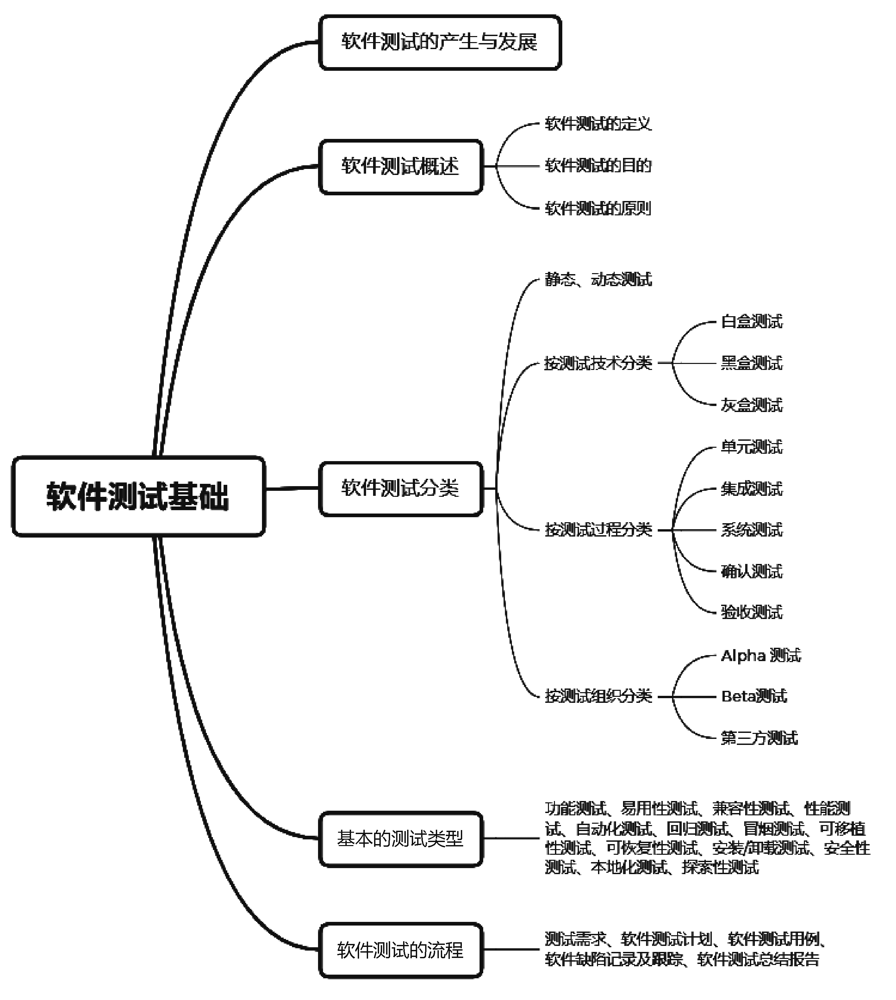 软件测试的产生与发展
软件测试概述
软件测试的定义
软件测试的目的
软件测试的原则
软件测试基础
软件测试分类
静态、动态测试
按测试技术分类
白盒测试
黑盒测试
灰盒测试
按测试过程分类
单元测试
集成测试
系统测试
确认测试
验收测试
按测试组织分类
Alpha 测试
Beta测试
第三方测试
基本的测试类型
功能测试、易用性测试、兼容性测试、性能测
试、自动化测试、回归测试、冒烟测试、可移植
性测试、可恢复性测试、安装/卸载测试、安全性
测试、本地化测试、探索性测试
软件测试的流程
测试需求、软件测试计划、软件测试用例、
软件缺陷记录及跟踪、软件测试总结报告